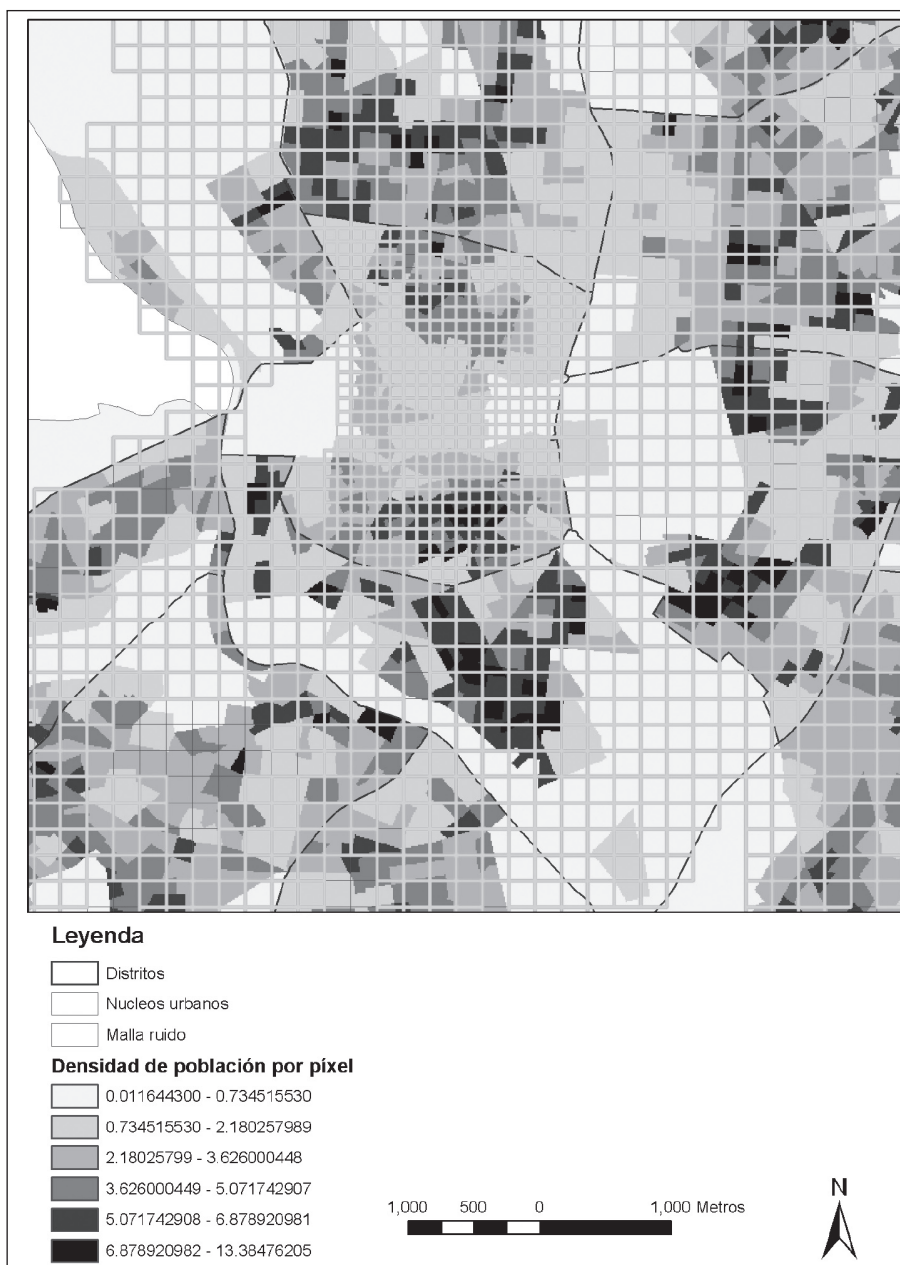 Leyenda
Distritos
Nucleos urbanos
Malla ruido
Densidad de población por píxel
0.011644300 - 0.734515530
0.734515530 - 2.180257989
2.18025799 - 3.626000448
3.626000449 - 5.071742907
5.071742908 - 6.878920981
6.878920982 - 13.38476205
1,000 500 0 1,000 Metros
N